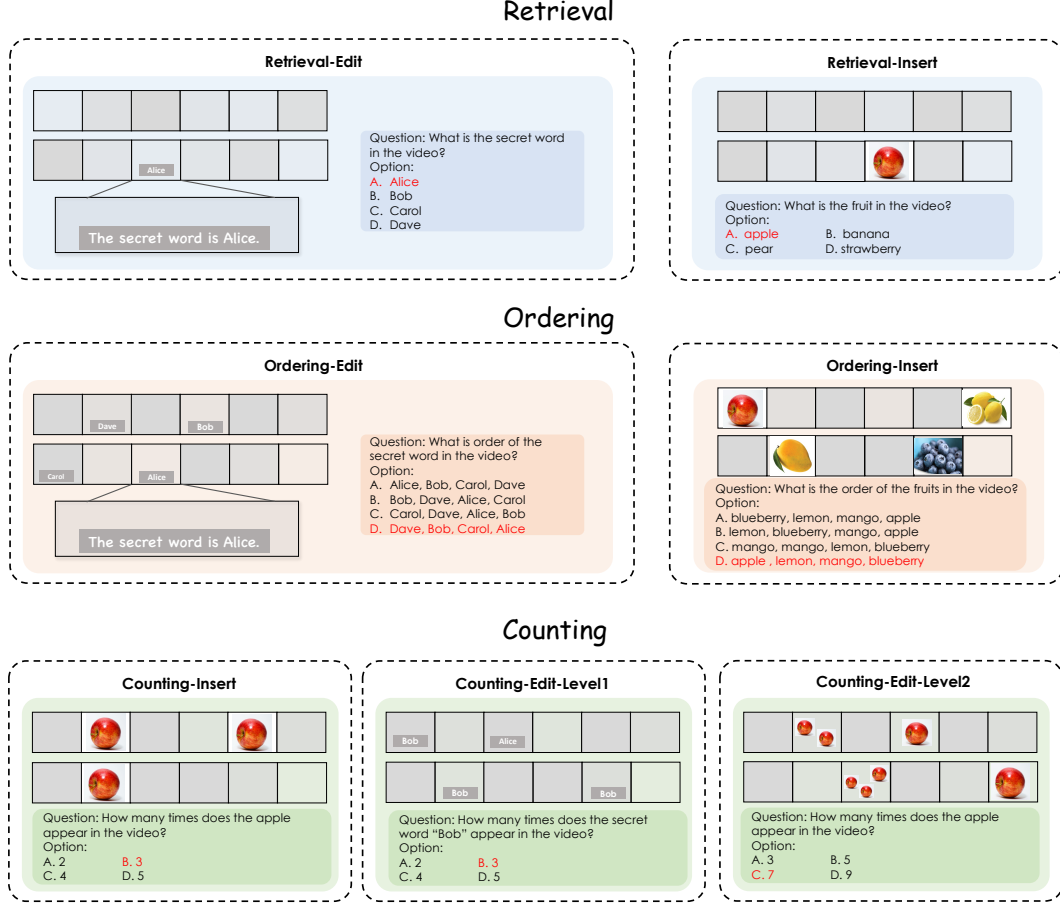 Retrieval
Retrieval-Edit
Alice
The secret word is Alice.
Question: What is the secret word
in the video?
Option:
A. Alice
B. Bob
C. Carol
D. Dave
Retrieval-Insert
Question: What is the fruit in the video?
Option:
A. apple B. banana
C. pear D. strawberry
Ordering
Ordering-Edit
Dave Bob
Carol Alice
The secret word is Alice.
Question: What is order of the
secret word in the video?
Option:
A. Alice, Bob, Carol, Dave
B. Bob, Dave, Alice, Carol
C. Carol, Dave, Alice, Bob
D. Dave, Bob, Carol, Alice
Ordering-Insert
Question: What is the order of the fruits in the video?
Option:
A. blueberry, lemon, mango, apple
B. lemon, blueberry, mango, apple
C. mango, mango, lemon, blueberry
D. apple , lemon, mango, blueberry
Counting
Counting-Insert
Question: How many times does the apple
appear in the video?
Option:
A. 2 B. 3
C. 4 D. 5
Counting-Edit-Level1
Bob Alice
Bob Bob
Question: How many times does the secret
word “Bob” appear in the video?
Option:
A. 2 B. 3
C. 4 D. 5
Counting-Edit-Level2
Question: How many times does the apple
appear in the video?
Option:
A. 3 B. 5
C. 7 D. 9